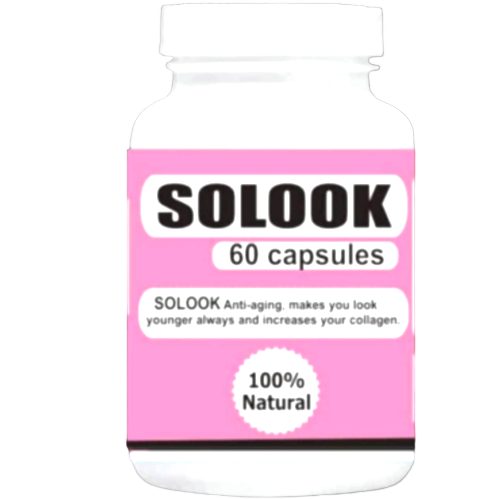 SOLOOK
60 capsules
SOLOOK Anti-aging, makes you look
younger always and increases your collagen.
100%
Natural